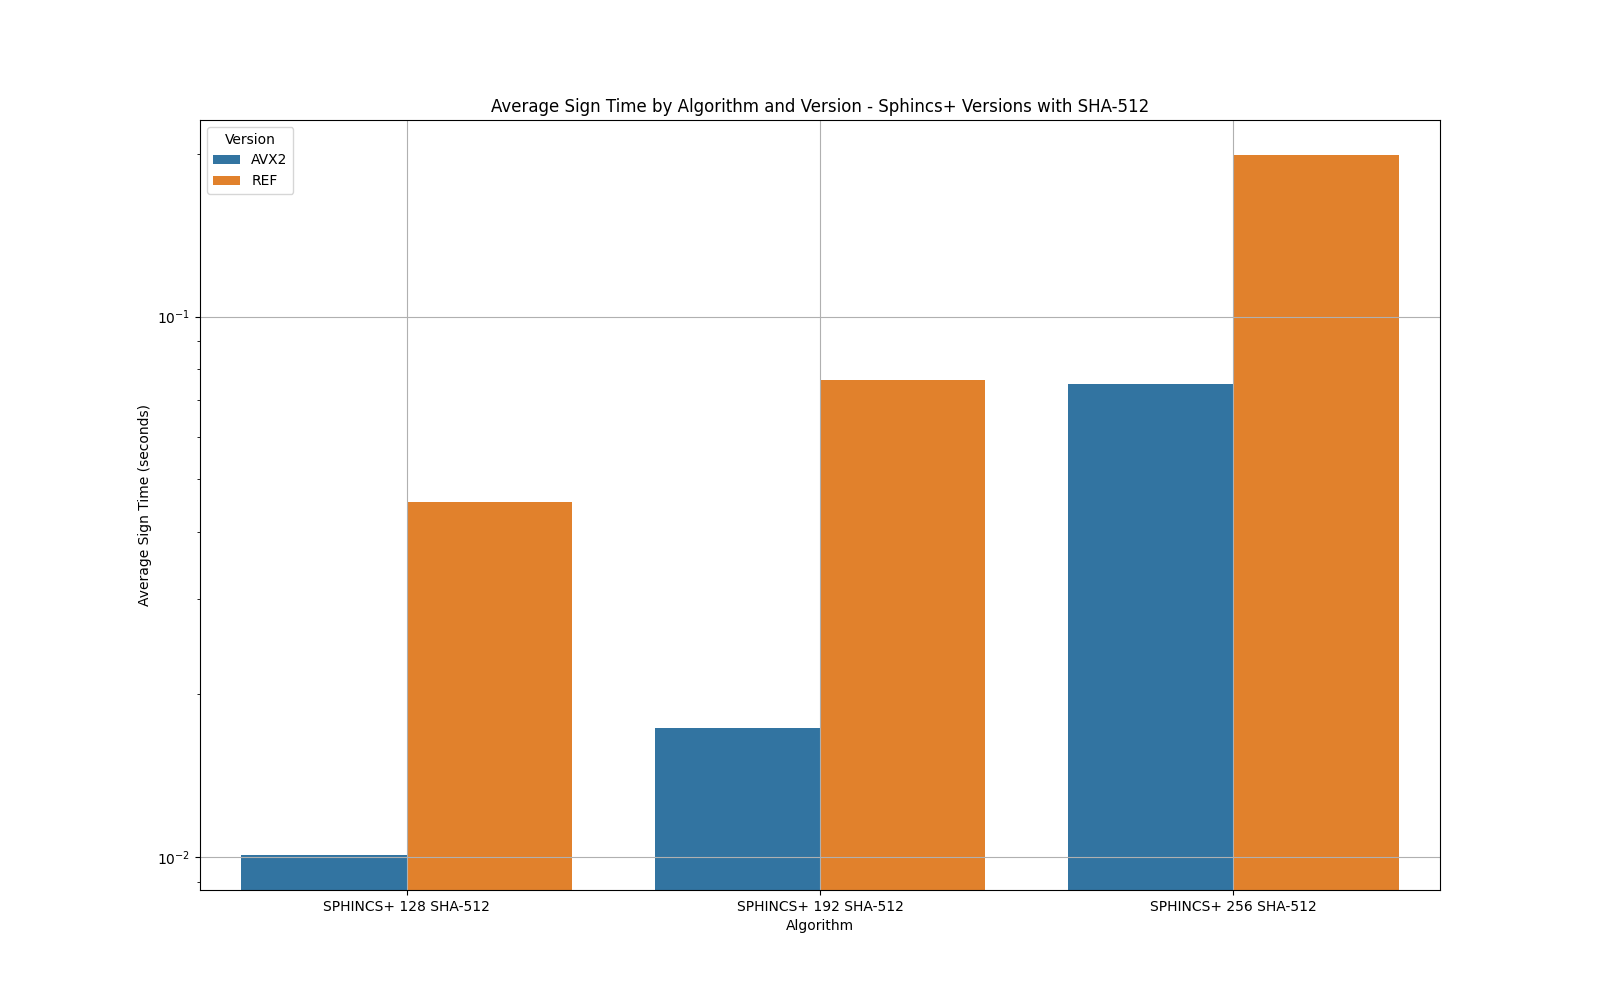 Average Sign Time by Algorithm and Version - Sphincs+ Versions with SHA-512
Version
AVX2
REF
10⁻¹
10⁻²
Average Sign Time (seconds)
SPHINCS+ 128 SHA-512
SPHINCS+ 192 SHA-512
SPHINCS+ 256 SHA-512
Algorithm